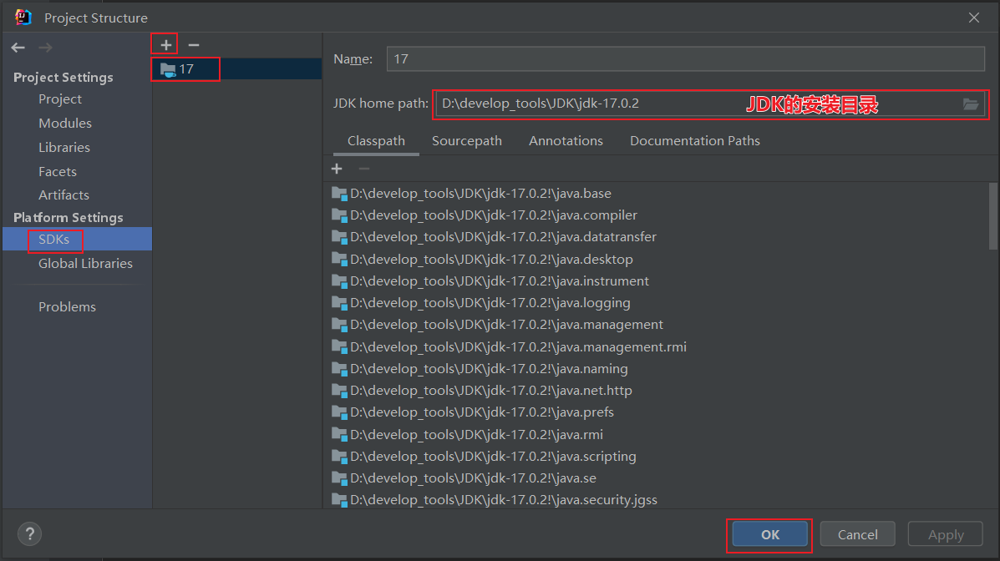 Project Structure
Project Settings
Project
Modules
Libraries
Facets
Artifacts
Platform Settings
SDKs
Global Libraries
Problems
17
Name: 17
JDK home path: D:\develop_tools\JDK\jdk-17.0.2 JDK的安装目录
Classpath Sourcepath Annotations Documentation Paths
D:\develop_tools\JDK\jdk-17.0.2!\java.base
D:\develop_tools\JDK\jdk-17.0.2!\java.compiler
D:\develop_tools\JDK\jdk-17.0.2!\java.datatransfer
D:\develop_tools\JDK\jdk-17.0.2!\java.desktop
D:\develop_tools\JDK\jdk-17.0.2!\java.instrument
D:\develop_tools\JDK\jdk-17.0.2!\java.logging
D:\develop_tools\JDK\jdk-17.0.2!\java.management
D:\develop_tools\JDK\jdk-17.0.2!\java.management.rmi
D:\develop_tools\JDK\jdk-17.0.2!\java.naming
D:\develop_tools\JDK\jdk-17.0.2!\java.net.http
D:\develop_tools\JDK\jdk-17.0.2!\java.prefs
D:\develop_tools\JDK\jdk-17.0.2!\java.rmi
D:\develop_tools\JDK\jdk-17.0.2!\java.scripting
D:\develop_tools\JDK\jdk-17.0.2!\java.se
D:\develop_tools\JDK\jdk-17.0.2!\java.security.jgss
? OK Cancel Apply